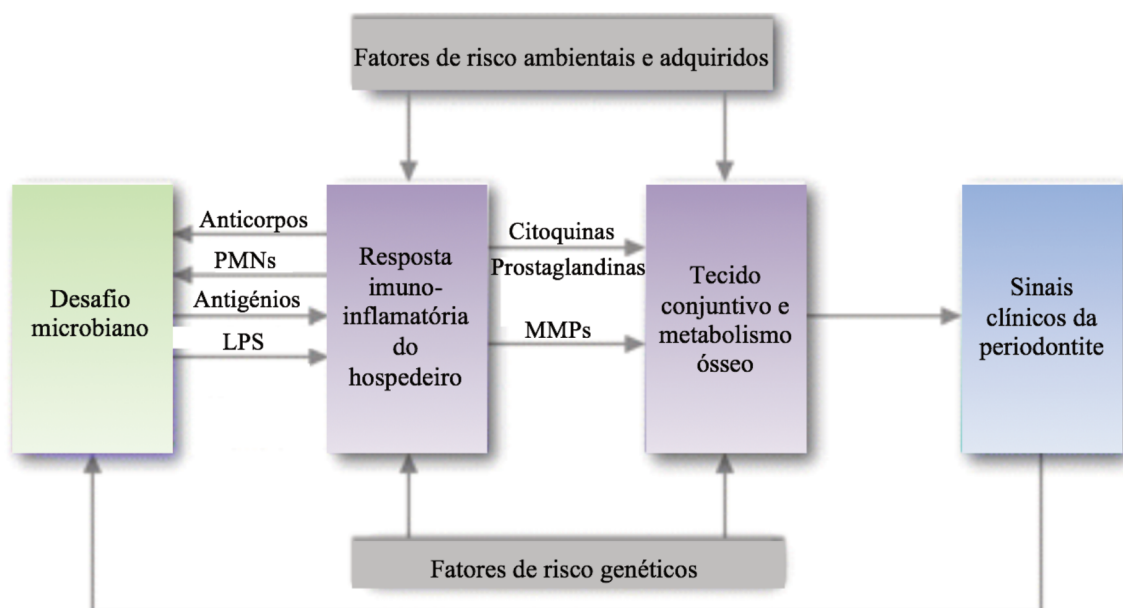 Fatores de risco ambientais e adquiridos
Desafio
microbiano
Anticorpos
PMNs
Antigénios
LPS
Resposta
imuno-
inflamatória
do
hospedeiro
Citoquinas
Prostaglandinas
MMPs
Tecido
conjuntivo e
metabolismo
ósseo
Sinais
clínicos da
periodontite
Fatores de risco genéticos